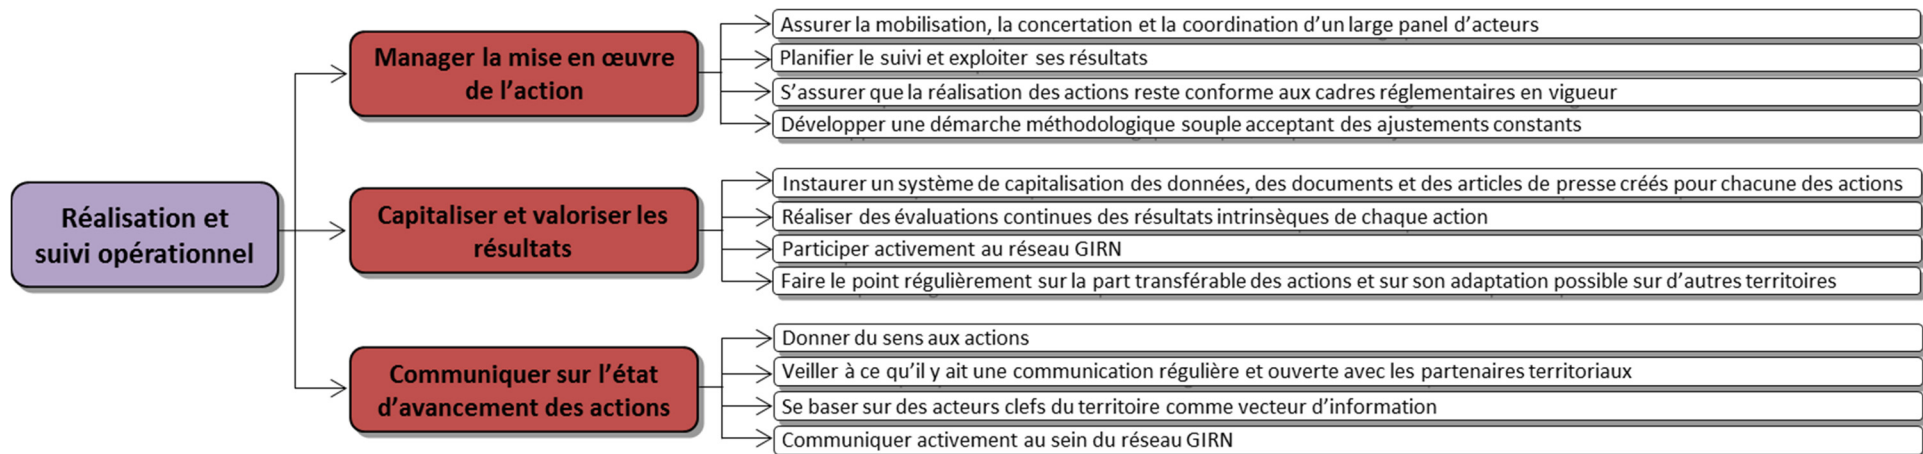 Réalisation et
suivi opérationnel
Manager la mise en œuvre
de l’action
Assurer la mobilisation, la concertation et la coordination d’un large panel d’acteurs
Planifier le suivi et exploiter ses résultats
S’assurer que la réalisation des actions reste conforme aux cadres réglementaires en vigueur
Développer une démarche méthodologique souple acceptant des ajustements constants
Capitaliser et valoriser les
résultats
Instaurer un système de capitalisation des données, des documents et des articles de presse créés pour chacune des actions
Réaliser des évaluations continues des résultats intrinsèques de chaque action
Participer activement au réseau GIRN
Faire le point régulièrement sur la part transférable des actions et sur son adaptation possible sur d’autres territoires
Communiquer sur l’état
d’avancement des actions
Donner du sens aux actions
Veiller à ce qu’il y ait une communication régulière et ouverte avec les partenaires territoriaux
Se baser sur des acteurs clefs du territoire comme vecteur d’information
Communiquer activement au sein du réseau GIRN